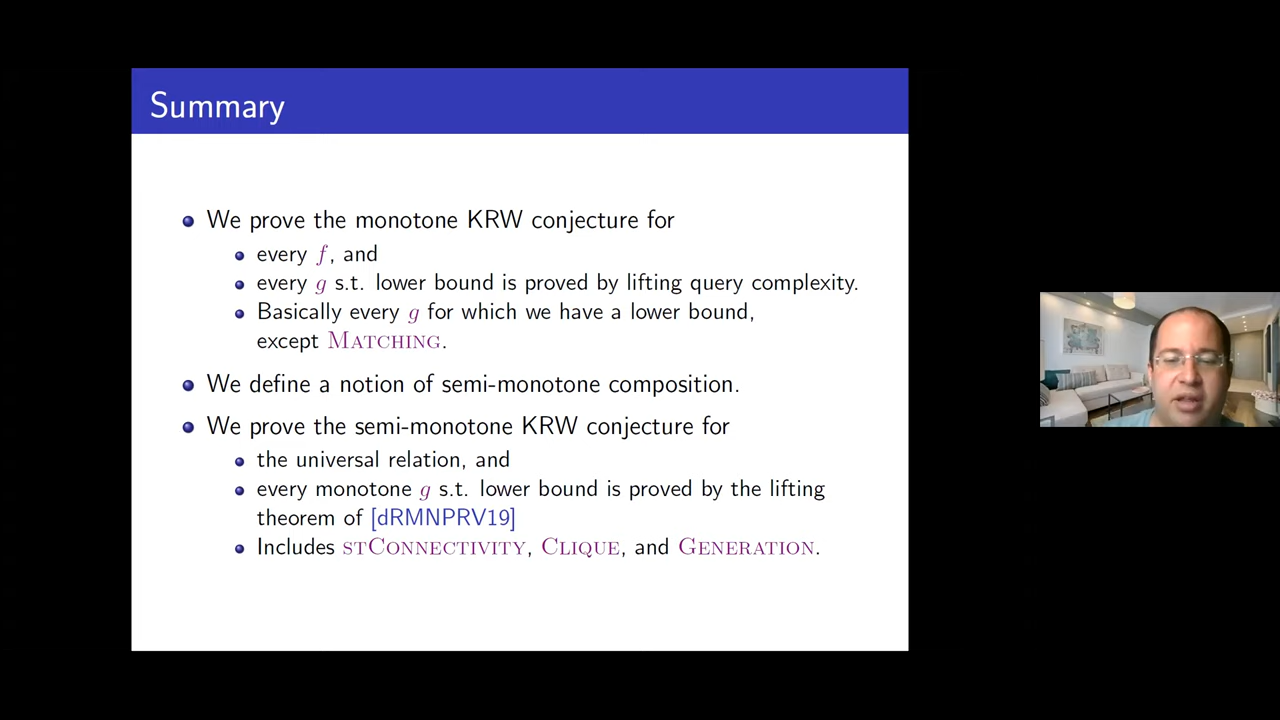 Summary
We prove the monotone KRW conjecture for
every f, and
every g s.t. lower bound is proved by lifting query complexity.
Basically every g for which we have a lower bound,
except MATCHING.
We define a notion of semi-monotone composition.
We prove the semi-monotone KRW conjecture for
the universal relation, and
every monotone g s.t. lower bound is proved by the lifting
theorem of [dRMNPRV19]
Includes STCONNECTIVITY, CLIQUE, and GENERATION.